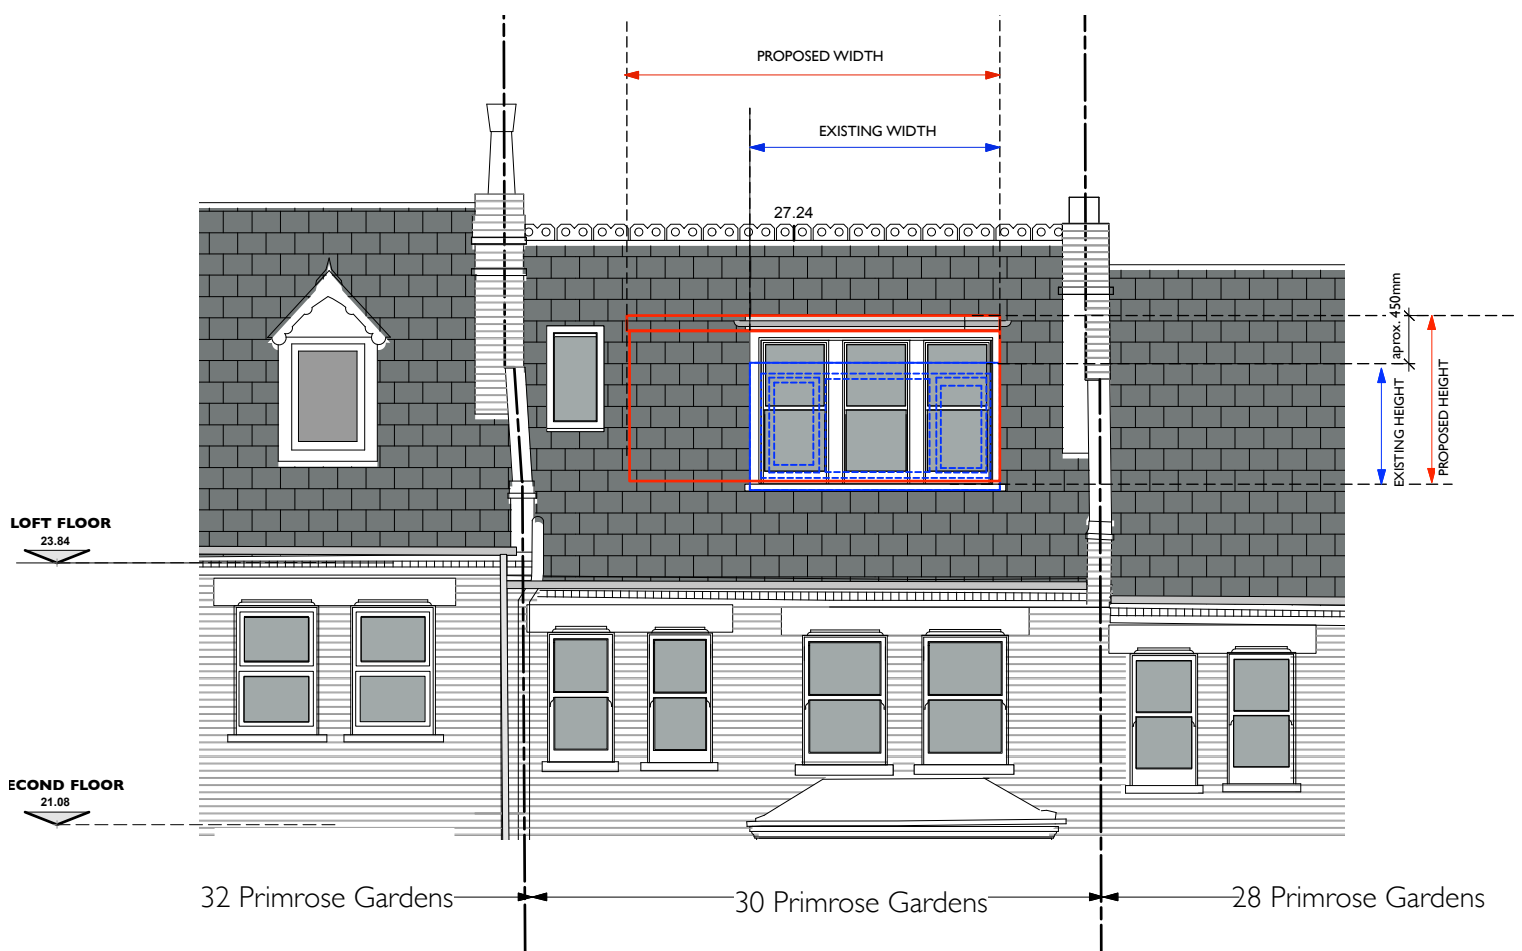 PROPOSED WIDTH
EXISTING WIDTH
27.24
aprox. 450mm
EXISTING HEIGHT
PROPOSED HEIGHT
LOFT FLOOR
23.84
ECOND FLOOR
21.08
32 Primrose Gardens
30 Primrose Gardens
28 Primrose Gardens